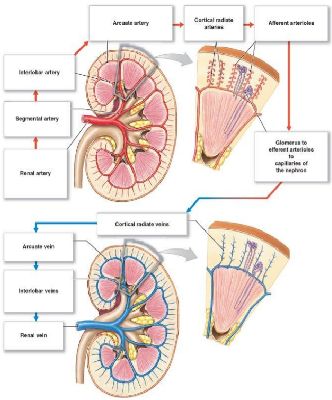 Arcuate artery
Cortical radiate
arteries
Afferent arterioles
Interlobar artery
Segmental artery
Renal artery
Glomerus to
efferent arterioles
to
capillaries of
the nephron
Cortical radiate veins
Arcuate vein
Interlobar veins
Renal vein